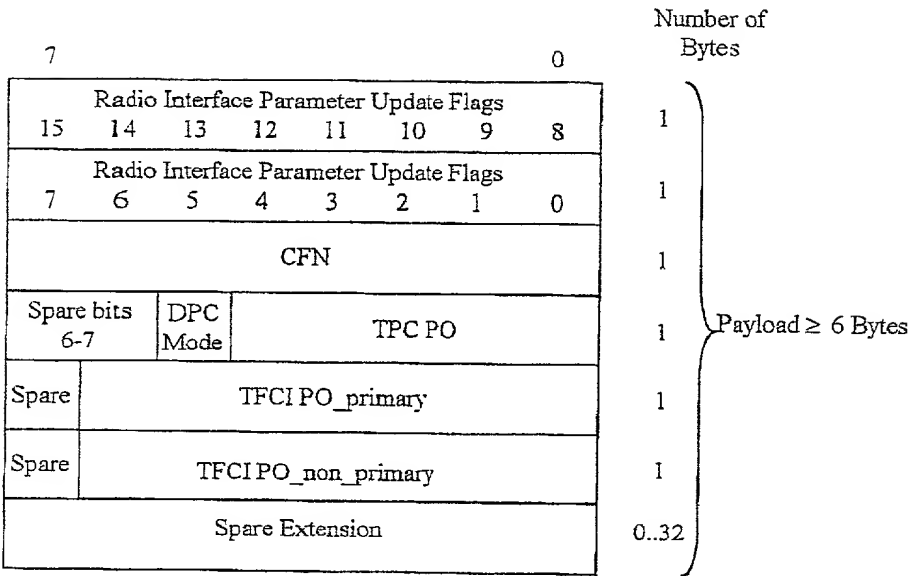 Number of
Bytes
7 0
Radio Interface Parameter Update Flags
15 14 13 12 11 10 9 8
1
Radio Interface Parameter Update Flags
7 6 5 4 3 2 1 0
1
CFN
1
Spare bits
6-7
DPC
Mode
TPC PO
1
Payload ≥ 6 Bytes
Spare
TFCI PO_primary
1
Spare
TFCI PO_non_primary
1
Spare Extension
0..32